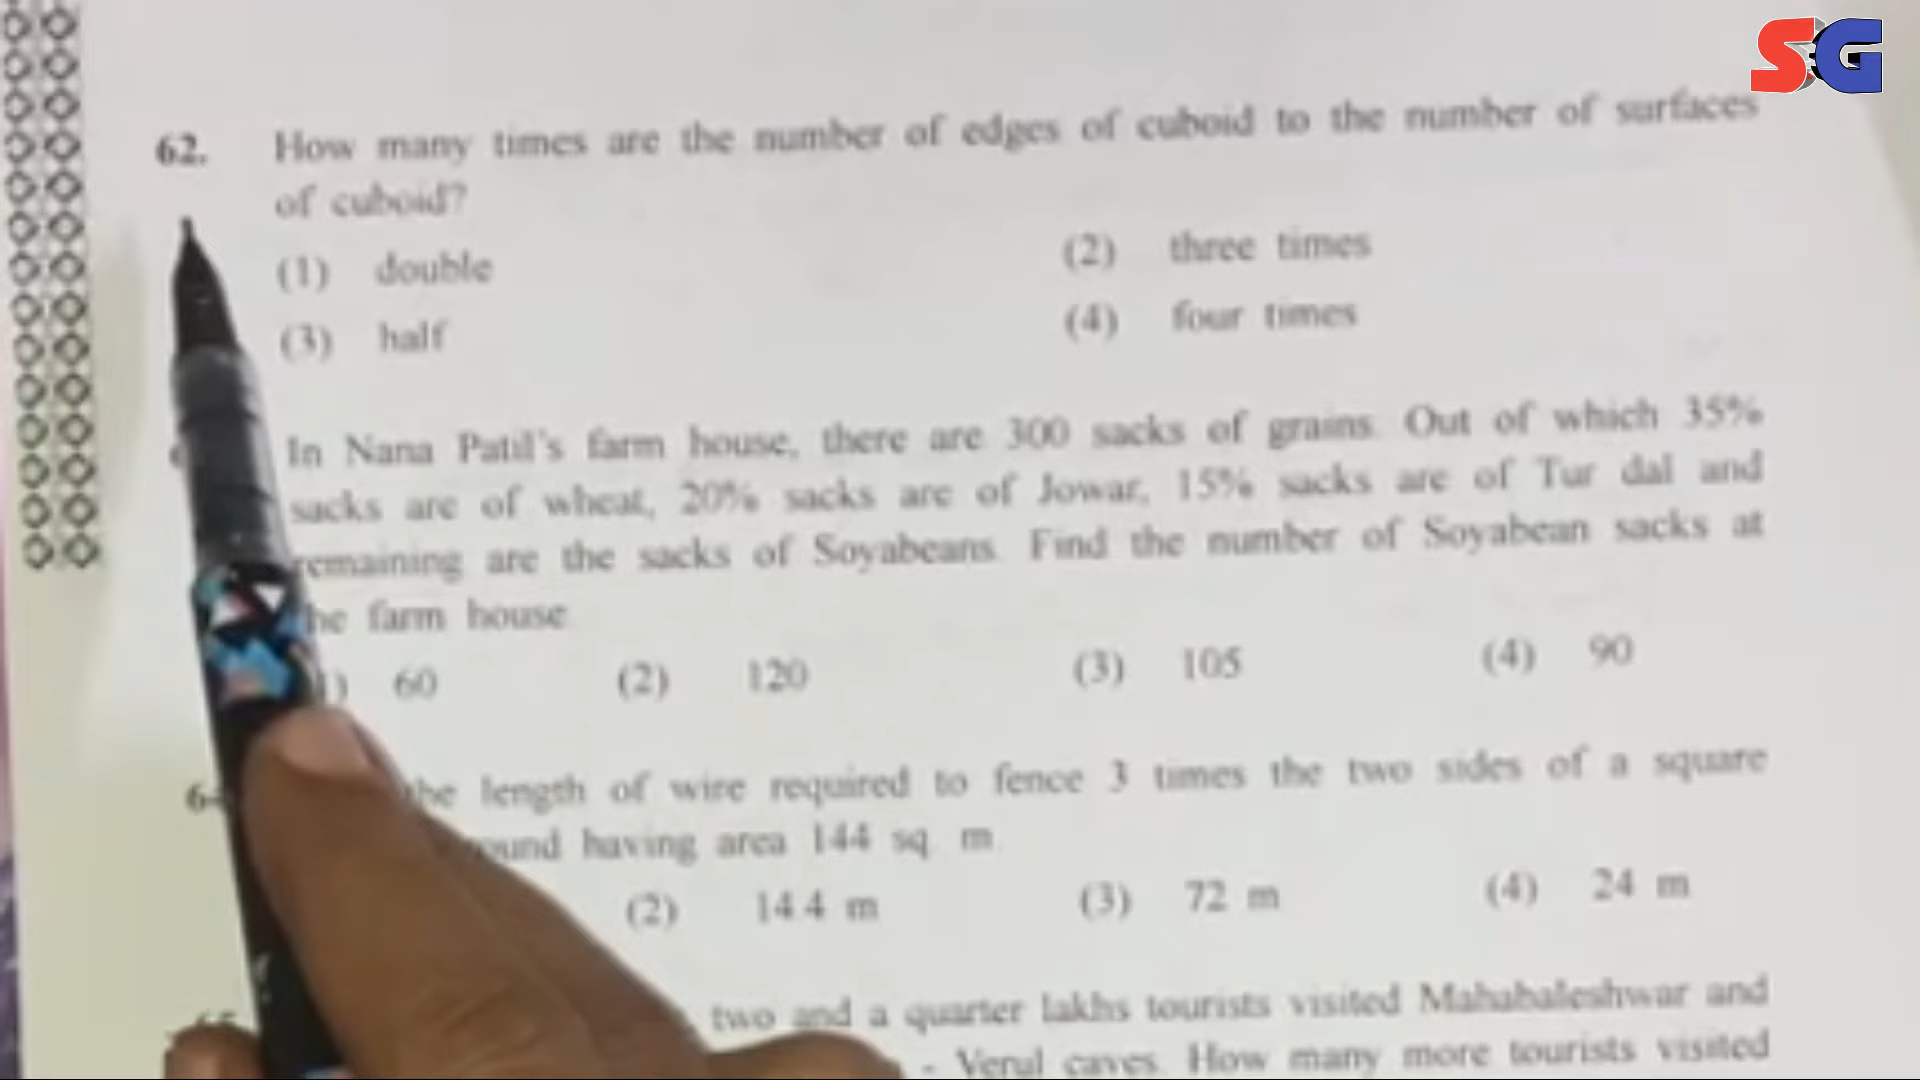 SG
62. How many times are the number of edges of cuboid to the number of surfaces
of cuboid?
(1) double (2) three times
(3) half (4) four times
In Nana Patil's farm house, there are 300 sacks of grains. Out of which 35%
sacks are of wheat, 20% sacks are of Jowar, 15% sacks are of Tur dal and
remaining are the sacks of Soyabeans. Find the number of Soyabean sacks at
farm house
60 (2) 120 (3) 105 (4) 90
length of wire required to fence 3 times the two sides of a square
having area 144 sq. m
(2) 14.4 m (3) 72 m (4) 24 m
two and a quarter lakhs tourists visited Mahabaleshwar and
- Verul caves. How many more tourists visited